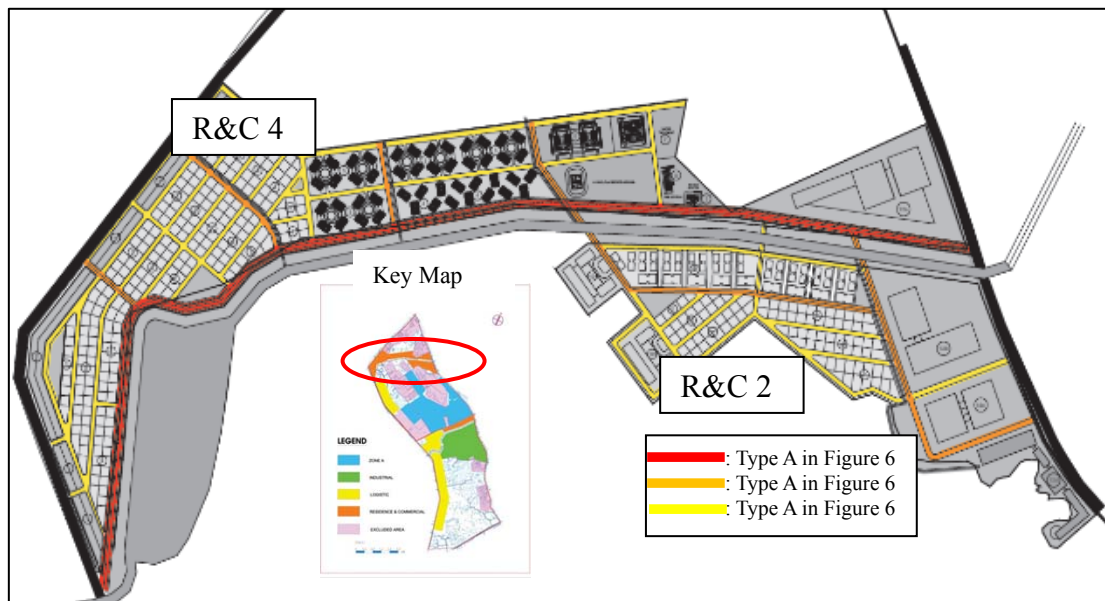 R&C 4
Key Map
LEGEND
ZONE A
INDUSTRIAL
LOGISTIC
RESIDENCE & COMMERCIAL
EXCLUDED AREA
R&C 2
: Type A in Figure 6
: Type A in Figure 6
: Type A in Figure 6